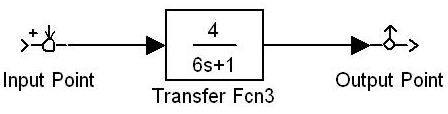 +
4
6s+1
Input Point
Transfer Fcn3
Output Point